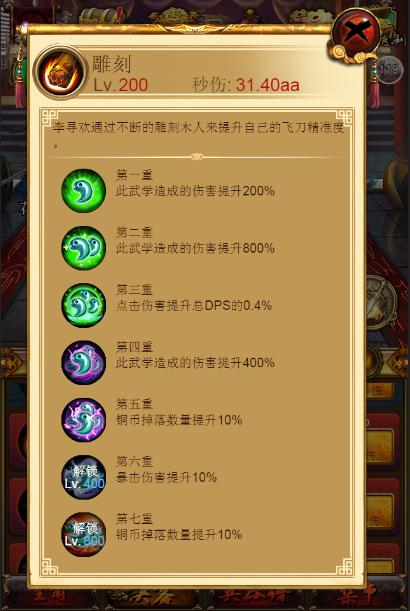 雕刻
Lv.200 秒伤: 31.40aa
李寻欢通过不断的雕刻木人来提升自己的飞刀精准度
。
第一重
此武学造成的伤害提升200%
第二重
此武学造成的伤害提升800%
第三重
点击伤害提升总DPS的0.4%
第四重
此武学造成的伤害提升400%
第五重
铜币掉落数量提升10%
第六重
解锁
暴击伤害提升10%
Lv.400
第七重
解锁
铜币掉落数量提升10%
Lv.800